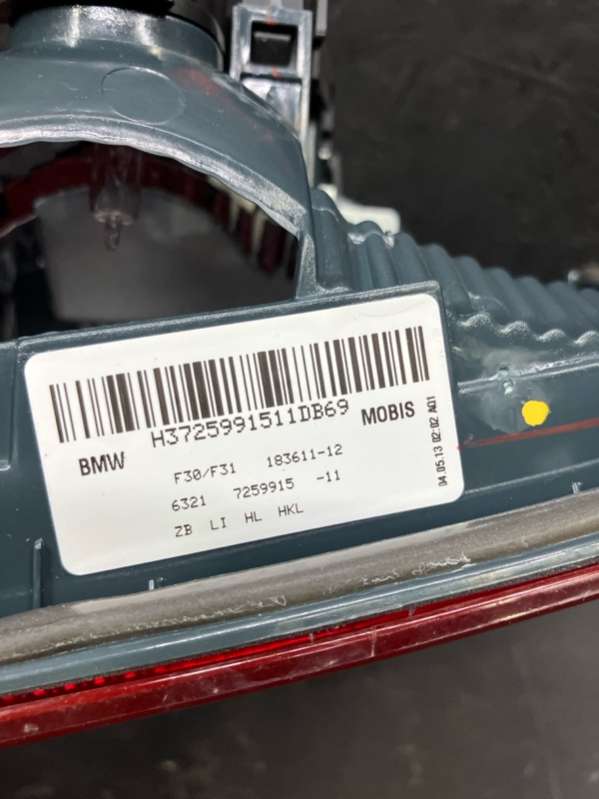 H3725991511DB69
BMW MOBIS
F30/F31 183611-12
6321 7259915 -11
ZB LI HL HKL
04.05.13 02:02 A01